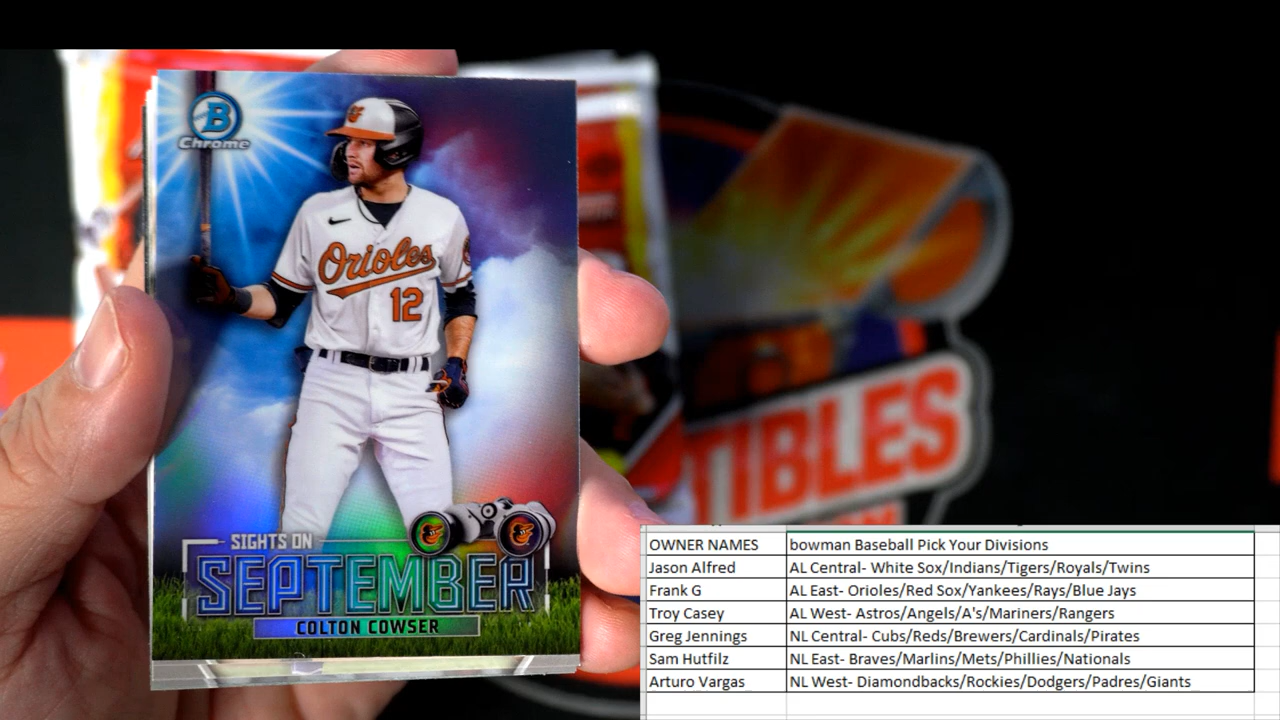 B
Chrome
Orioles
12
SIGHTS ON
SEPTEMBER
COLTON COWSER
TIBLES
OWNER NAMES bowman Baseball Pick Your Divisions
Jason Alfred AL Central- White Sox/Indians/Tigers/Royals/Twins
Frank G AL East- Orioles/Red Sox/Yankees/Rays/Blue Jays
Troy Casey AL West- Astros/Angels/A's/Mariners/Rangers
Greg Jennings NL Central- Cubs/Reds/Brewers/Cardinals/Pirates
Sam Hutfilz NL East- Braves/Marlins/Mets/Phillies/Nationals
Arturo Vargas NL West- Diamondbacks/Rockies/Dodgers/Padres/Giants